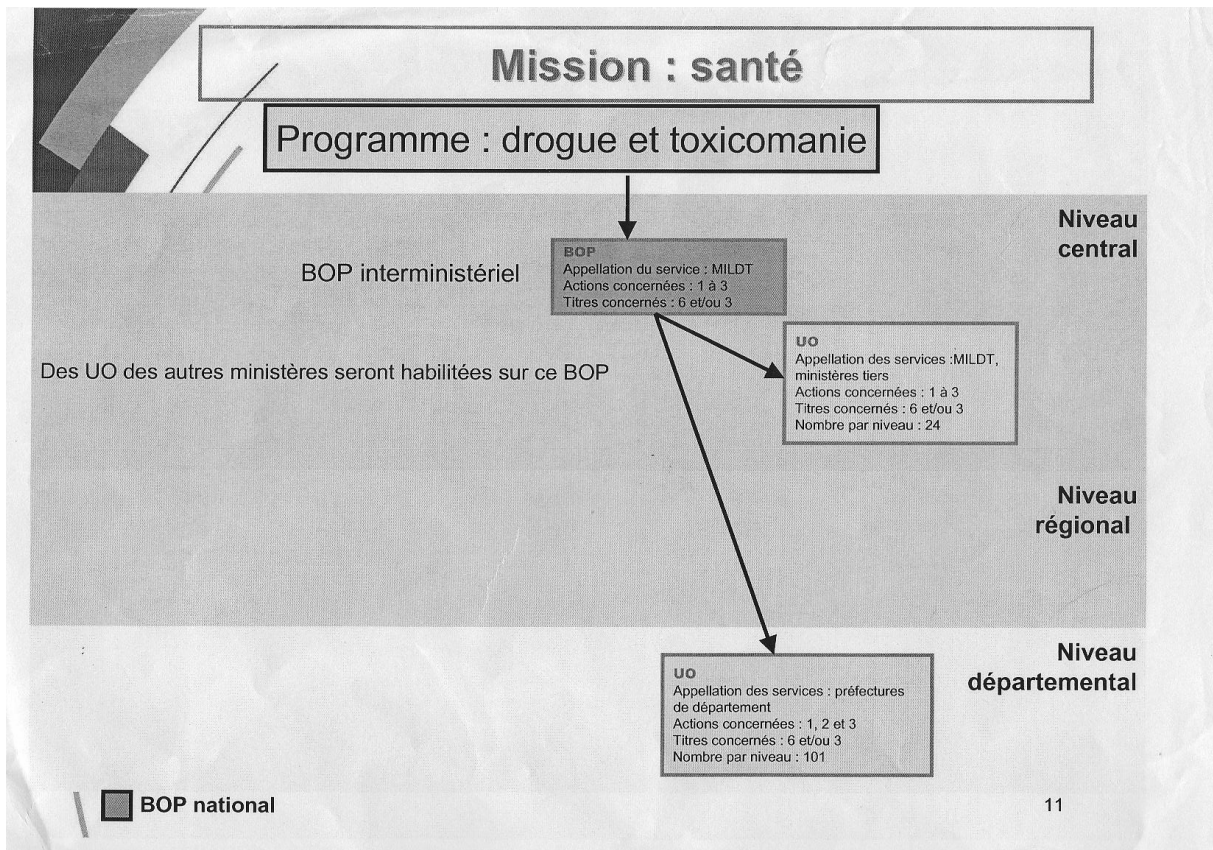 Mission : santé
Programme : drogue et toxicomanie
Niveau
central
BOP interministériel
BOP
Appellation du service : MILDT
Actions concernées : 1 à 3
Titres concernés : 6 et/ou 3
Des UO des autres ministères seront habilitées sur ce BOP
UO
Appellation des services :MILDT,
ministères tiers
Actions concernées : 1 à 3
Titres concernés : 6 et/ou 3
Nombre par niveau : 24
Niveau
régional
Niveau
départemental
UO
Appellation des services : préfectures
de département
Actions concernées : 1, 2 et 3
Titres concernés : 6 et/ou 3
Nombre par niveau : 101
BOP national
11